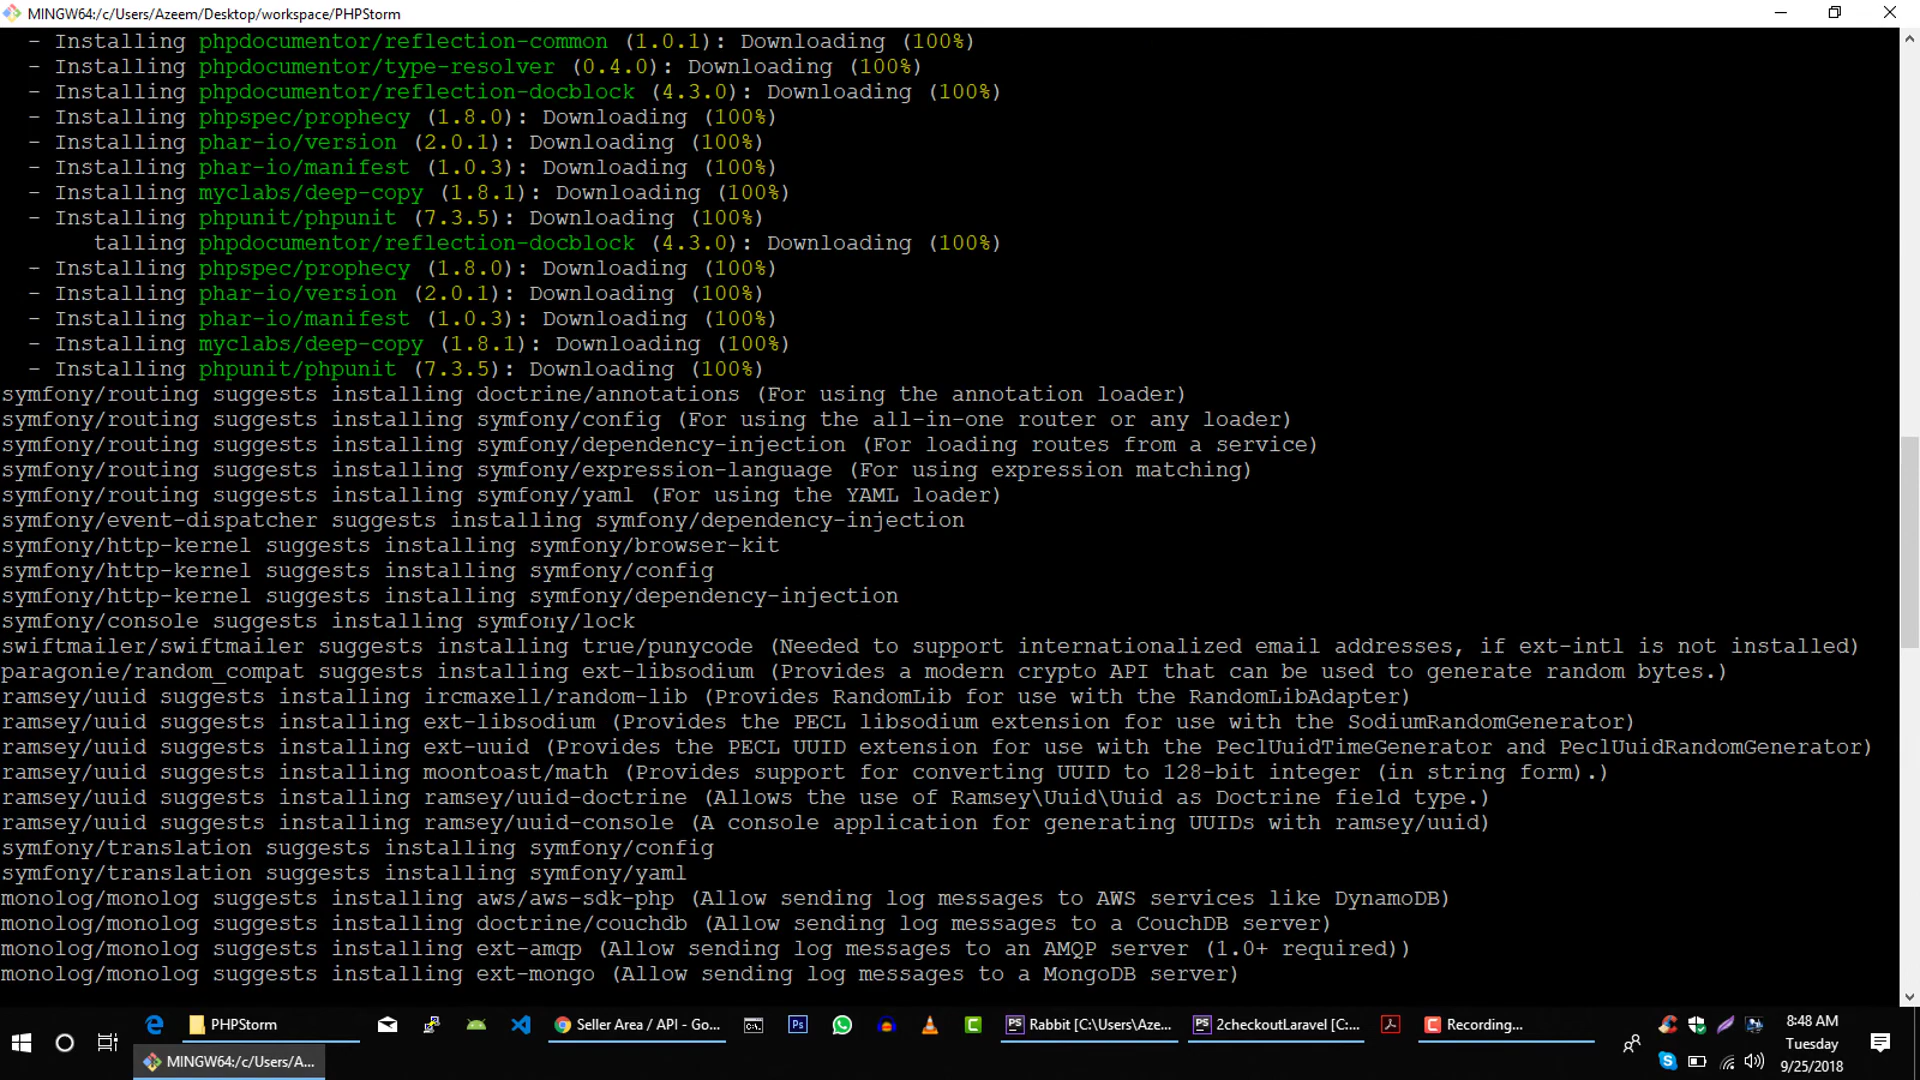 MINGW64:/c/Users/Azeem/Desktop/workspace/PHPStorm
- Installing phpdocumentor/reflection-common (1.0.1): Downloading (100%)
- Installing phpdocumentor/type-resolver (0.4.0): Downloading (100%)
- Installing phpdocumentor/reflection-docblock (4.3.0): Downloading (100%)
- Installing phpspec/prophecy (1.8.0): Downloading (100%)
- Installing phar-io/version (2.0.1): Downloading (100%)
- Installing phar-io/manifest (1.0.3): Downloading (100%)
- Installing myclabs/deep-copy (1.8.1): Downloading (100%)
- Installing phpunit/phpunit (7.3.5): Downloading (100%)
talling phpdocumentor/reflection-docblock (4.3.0): Downloading (100%)
- Installing phpspec/prophecy (1.8.0): Downloading (100%)
- Installing phar-io/version (2.0.1): Downloading (100%)
- Installing phar-io/manifest (1.0.3): Downloading (100%)
- Installing myclabs/deep-copy (1.8.1): Downloading (100%)
- Installing phpunit/phpunit (7.3.5): Downloading (100%)
symfony/routing suggests installing doctrine/annotations (For using the annotation loader)
symfony/routing suggests installing symfony/config (For using the all-in-one router or any loader)
symfony/routing suggests installing symfony/dependency-injection (For loading routes from a service)
symfony/routing suggests installing symfony/expression-language (For using expression matching)
symfony/routing suggests installing symfony/yaml (For using the YAML loader)
symfony/event-dispatcher suggests installing symfony/dependency-injection
symfony/http-kernel suggests installing symfony/browser-kit
symfony/http-kernel suggests installing symfony/config
symfony/http-kernel suggests installing symfony/dependency-injection
symfony/console suggests installing symfony/lock
swiftmailer/swiftmailer suggests installing true/punycode (Needed to support internationalized email addresses, if ext-intl is not installed)
paragonie/random_compat suggests installing ext-libsodium (Provides a modern crypto API that can be used to generate random bytes.)
ramsey/uuid suggests installing ircmaxell/random-lib (Provides RandomLib for use with the RandomLibAdapter)
ramsey/uuid suggests installing ext-libsodium (Provides the PECL libsodium extension for use with the SodiumRandomGenerator)
ramsey/uuid suggests installing ext-uuid (Provides the PECL UUID extension for use with the PeclUuidTimeGenerator and PeclUuidRandomGenerator)
ramsey/uuid suggests installing moontoast/math (Provides support for converting UUID to 128-bit integer (in string form).)
ramsey/uuid suggests installing ramsey/uuid-doctrine (Allows the use of Ramsey\Uuid\Uuid as Doctrine field type.)
ramsey/uuid suggests installing ramsey/uuid-console (A console application for generating UUIDs with ramsey/uuid)
symfony/translation suggests installing symfony/config
symfony/translation suggests installing symfony/yaml
monolog/monolog suggests installing aws/aws-sdk-php (Allow sending log messages to AWS services like DynamoDB)
monolog/monolog suggests installing doctrine/couchdb (Allow sending log messages to a CouchDB server)
monolog/monolog suggests installing ext-amqp (Allow sending log messages to an AMQP server (1.0+ required))
monolog/monolog suggests installing ext-mongo (Allow sending log messages to a MongoDB server)
PHPStorm
Seller Area / API - Go...
Ps
PS Rabbit [C:\Users\Aze...
PS 2checkoutLaravel [C:...
Recording...
MINGW64:/c/Users/A...
8:48 AM
Tuesday
9/25/2018